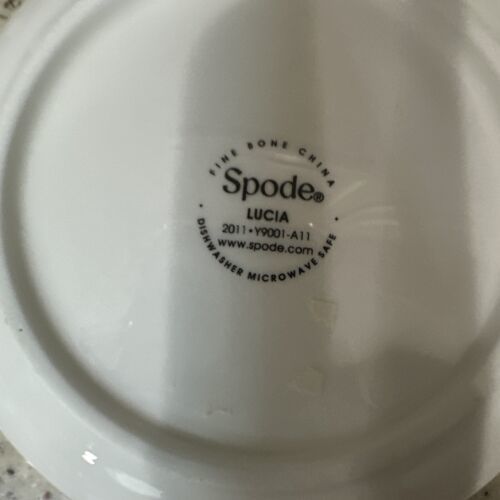 FINE BONE CHINA
Spode®
LUCIA
2011•Y9001-A11
www.spode.com
• DISHWASHER MICROWAVE SAFE •